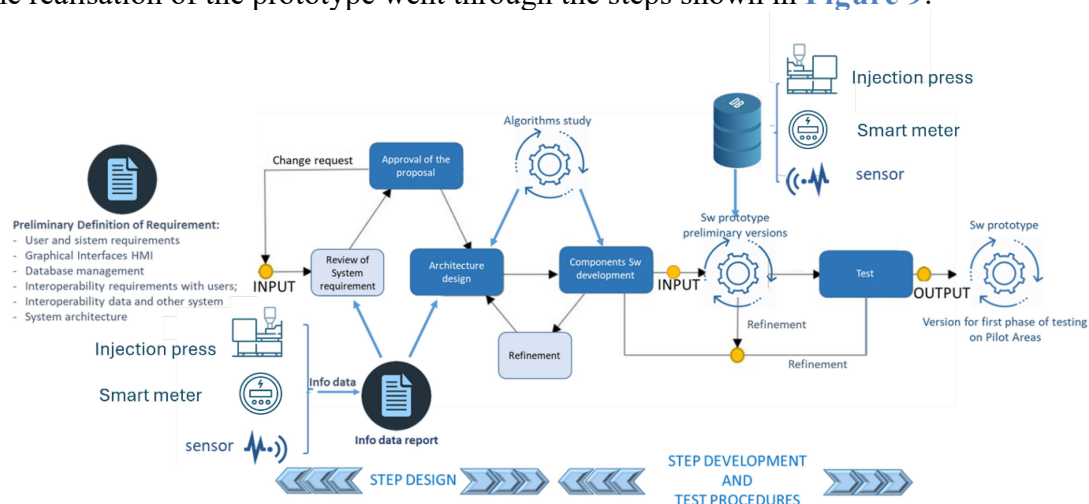 the realisation of the prototype went through the steps shown in Figure 9.
Injection press
DB
Smart meter
sensor
Algorithms study
Change request
Approval of the
proposal
Preliminary Definition of Requirement:
- User and sistem requirements
- Graphical Interfaces HMI
- Database management
- Interoperability requirements with users;
- Interoperability data and other system
- System architecture
INPUT
Review of
System
requirement
Architecture
design
Components Sw
development
INPUT
Sw prototype
preliminary versions
Test
OUTPUT
Sw prototype
Version for first phase of testing
on Pilot Areas
Refinement
Refinement
Refinement
Injection press
Smart meter
sensor
Info data
Info data report
STEP DESIGN
STEP DEVELOPMENT
AND
TEST PROCEDURES